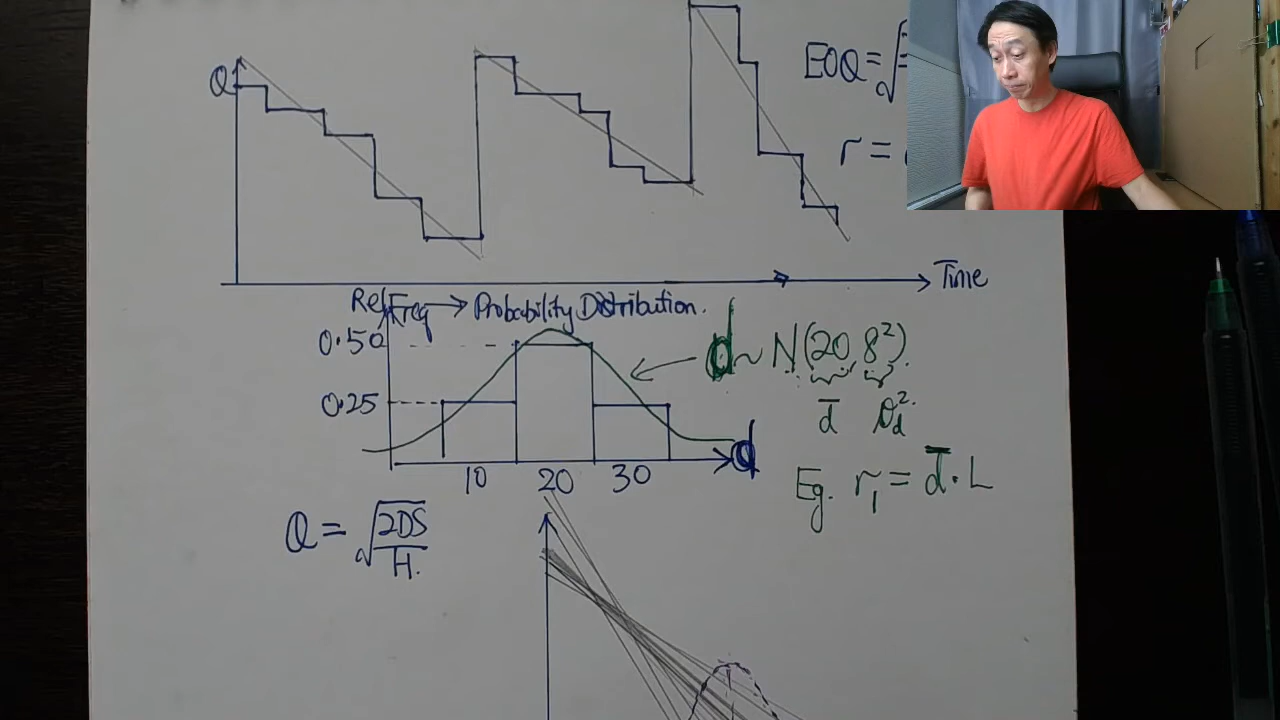 Q
EOQ = √
r =
Time
Rel Freq → Probability Distribution.
0.50
d ~ N(20, 8²).
0.25
d̄ σd².
d
10 20 30
Eg. r₁ = d̄ · L
Q = √2DS/H.